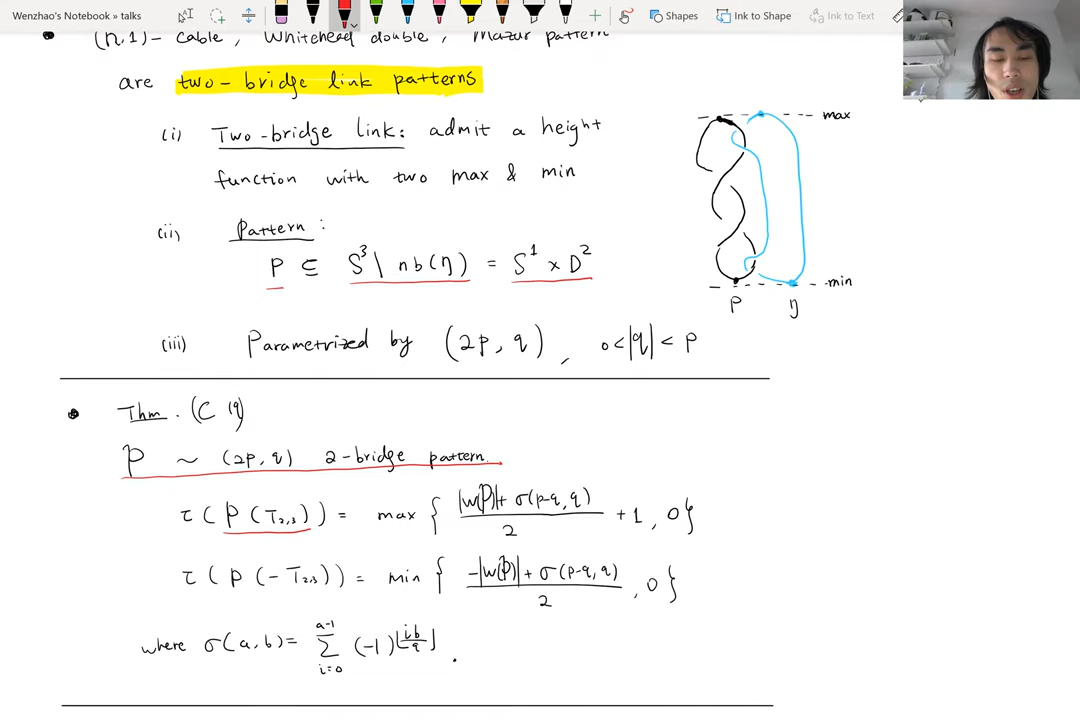 Wenzhao's Notebook » talks
Shapes
Ink to Shape
Ink to Text
(n,1)- Cable, Whitehead double, Mazur pattern
are two-bridge link patterns
(i) Two-bridge link: admit a height
function with two max & min
(ii) Pattern:
P ⊆ S³ \ nb(η) = S¹ × D²
(iii) Parametrized by (2p, q), 0<|q|< p
max
min
P η
Thm. (C 19)
P ~ (2p, q) 2-bridge pattern.
τ( P(T₂,₃)) = max { |w(P)|+ σ(p-q, q) / 2 + 1, 0}
τ( P(-T₂,₃)) = min { -|w(P)| + σ(p-q, q) / 2, 0}
where σ(a,b)= Σ_{i=0}^{a-1} (-1)^{⌊ib/a⌋}.